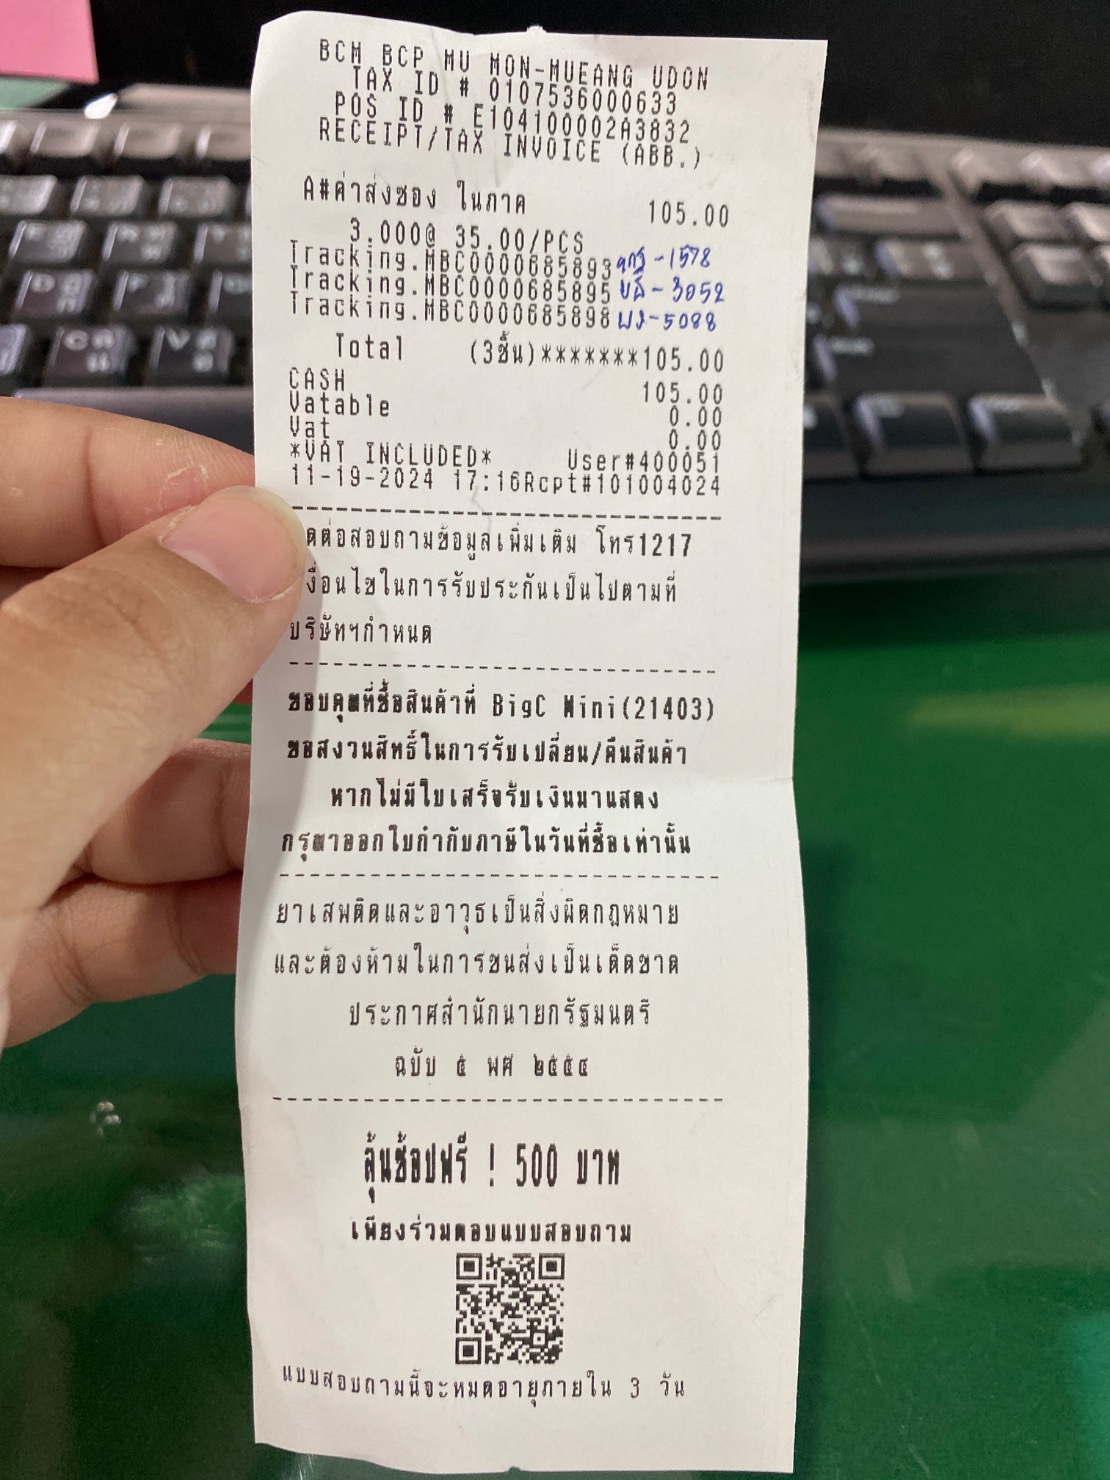 BCM BCP MU MON-MUEANG UDON
TAX ID # 0107536000633
POS ID # E104100002A3832
RECEIPT/TAX INVOICE (ABB.)
A#ค่าส่งซอง ในภาค 105.00
3.000@ 35.00/PCS
Tracking.MBC0000685893 -1578
Tracking.MBC0000685895 - 3052
Tracking.MBC0000685898 -5088
Total (3ชิ้น)*******105.00
CASH 105.00
Vatable 0.00
Vat 0.00
*VAT INCLUDED* User#400051
11-19-2024 17:16Rcpt#101004024
ดต่อสอบถามข้อมูลเพิ่มเติม โทร1217
งื่อนไขในการรับประกันเป็นไปตามที่
บริษัทฯกำหนด
ขอบคุณที่ซื้อสินค้าที่ BigC Mini(21403)
ขอสงวนสิทธิ์ในการรับเปลี่ยน/คืนสินค้า
หากไม่มีใบเสร็จรับเงินมาแสดง
กรุณาออกใบกำกับภาษีในวันที่ซื้อเท่านั้น
ยาเสพติดและอาวุธเป็นสิ่งผิดกฎหมาย
และต้องห้ามในการขนส่งเป็นเด็ดขาด
ประกาศสำนักนายกรัฐมนตรี
ฉบับ ๕ พศ ๒๕๕๔
ลุ้นช้อปฟรี ! 500 บาท
เพียงร่วมตอบแบบสอบถาม
แบบสอบถามนี้จะหมดอายุภายใน 3 วัน